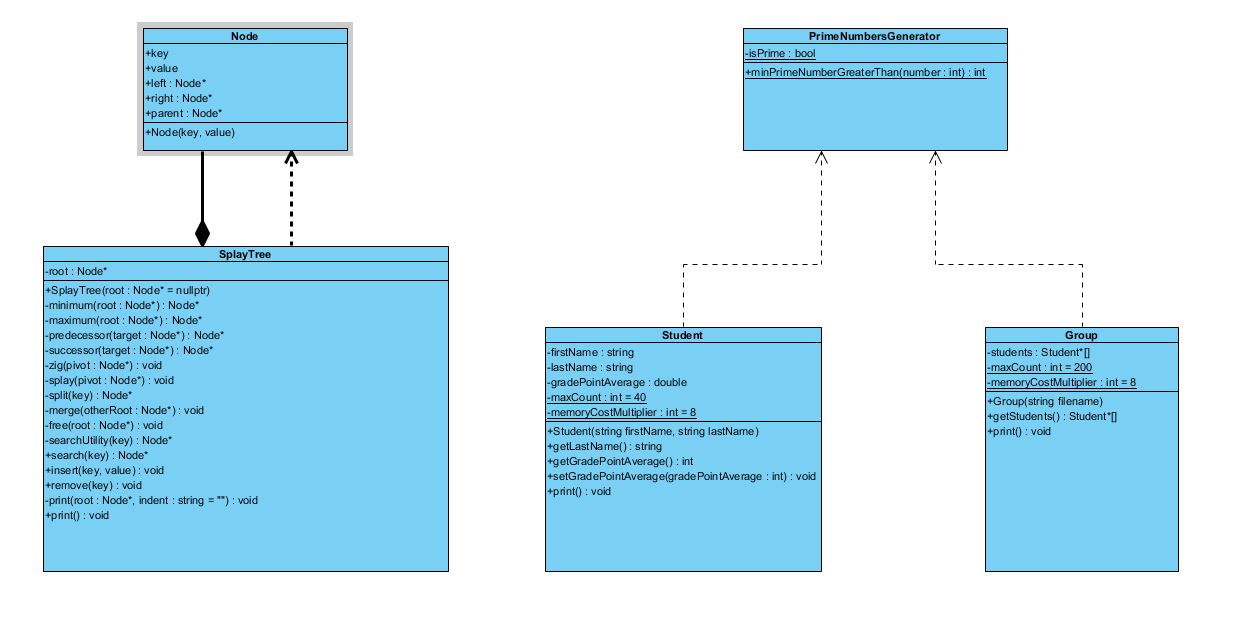 Node
+key
+value
+left : Node*
+right : Node*
+parent : Node*
+Node(key, value)
SplayTree
-root : Node*
+SplayTree(root : Node* = nullptr)
-minimum(root : Node*) : Node*
-maximum(root : Node*) : Node*
-predecessor(target : Node*) : Node*
-successor(target : Node*) : Node*
-zig(pivot : Node*) : void
-splay(pivot : Node*) : void
-split(key) : Node*
-merge(otherRoot : Node*) : void
-free(root : Node*) : void
-searchUtility(key) : Node*
+search(key) : Node*
+insert(key, value) : void
+remove(key) : void
-print(root : Node*, indent : string = "") : void
+print() : void
PrimeNumbersGenerator
-isPrime : bool
+minPrimeNumberGreaterThan(number : int) : int
Student
-firstName : string
-lastName : string
-gradePointAverage : double
-maxCount : int = 40
-memoryCostMultiplier : int = 8
+Student(string firstName, string lastName)
+getLastName() : string
+getGradePointAverage() : int
+setGradePointAverage(gradePointAverage : int) : void
+print() : void
Group
-students : Student*[]
-maxCount : int = 200
-memoryCostMultiplier : int = 8
+Group(string filename)
+getStudents() : Student*[]
+print() : void